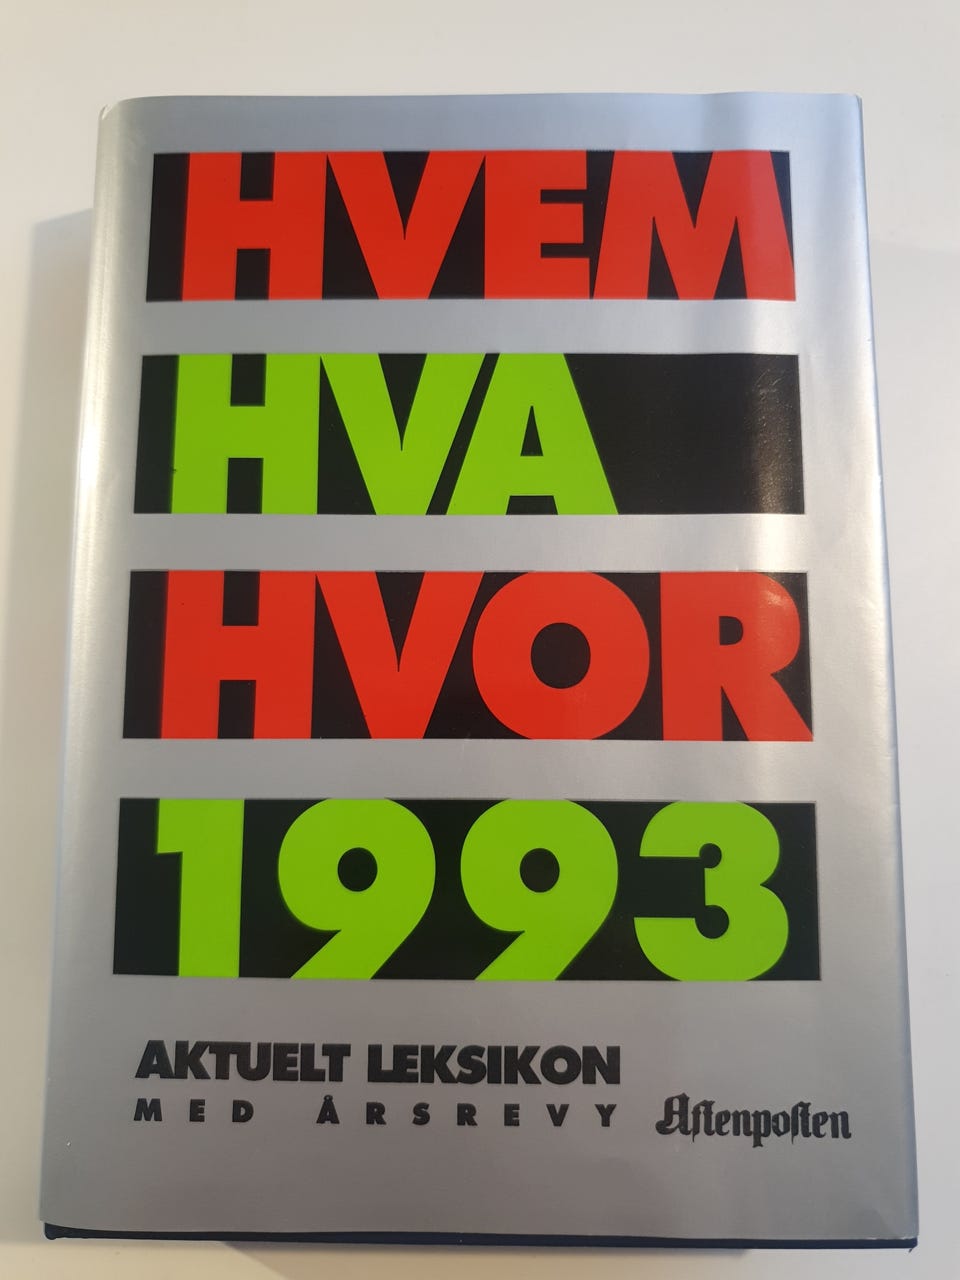 HVEM
HVA
HVOR
1993
AKTUELT LEKSIKON
MED ÅRSREVY
Aftenposten